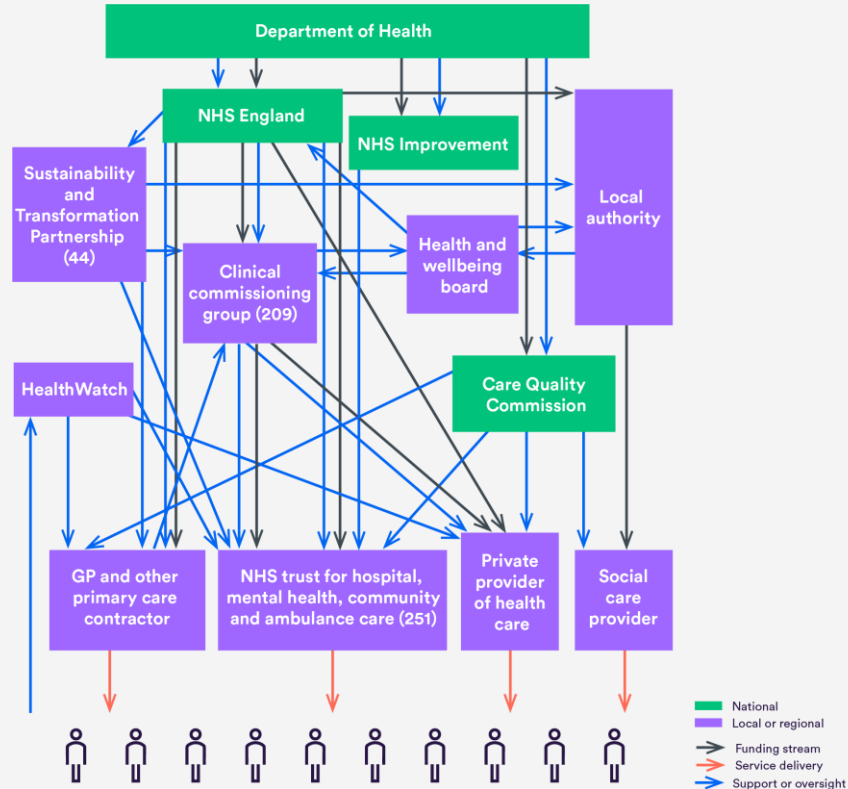 Department of Health
NHS England
NHS Improvement
Sustainability
and
Transformation
Partnership
(44)
Local
authority
Health and
wellbeing
board
Clinical
commissioning
group (209)
HealthWatch
Care Quality
Commission
GP and other
primary care
contractor
NHS trust for hospital,
mental health, community
and ambulance care (251)
Private
provider
of health
care
Social
care
provider
National
Local or regional
Funding stream
Service delivery
Support or oversight